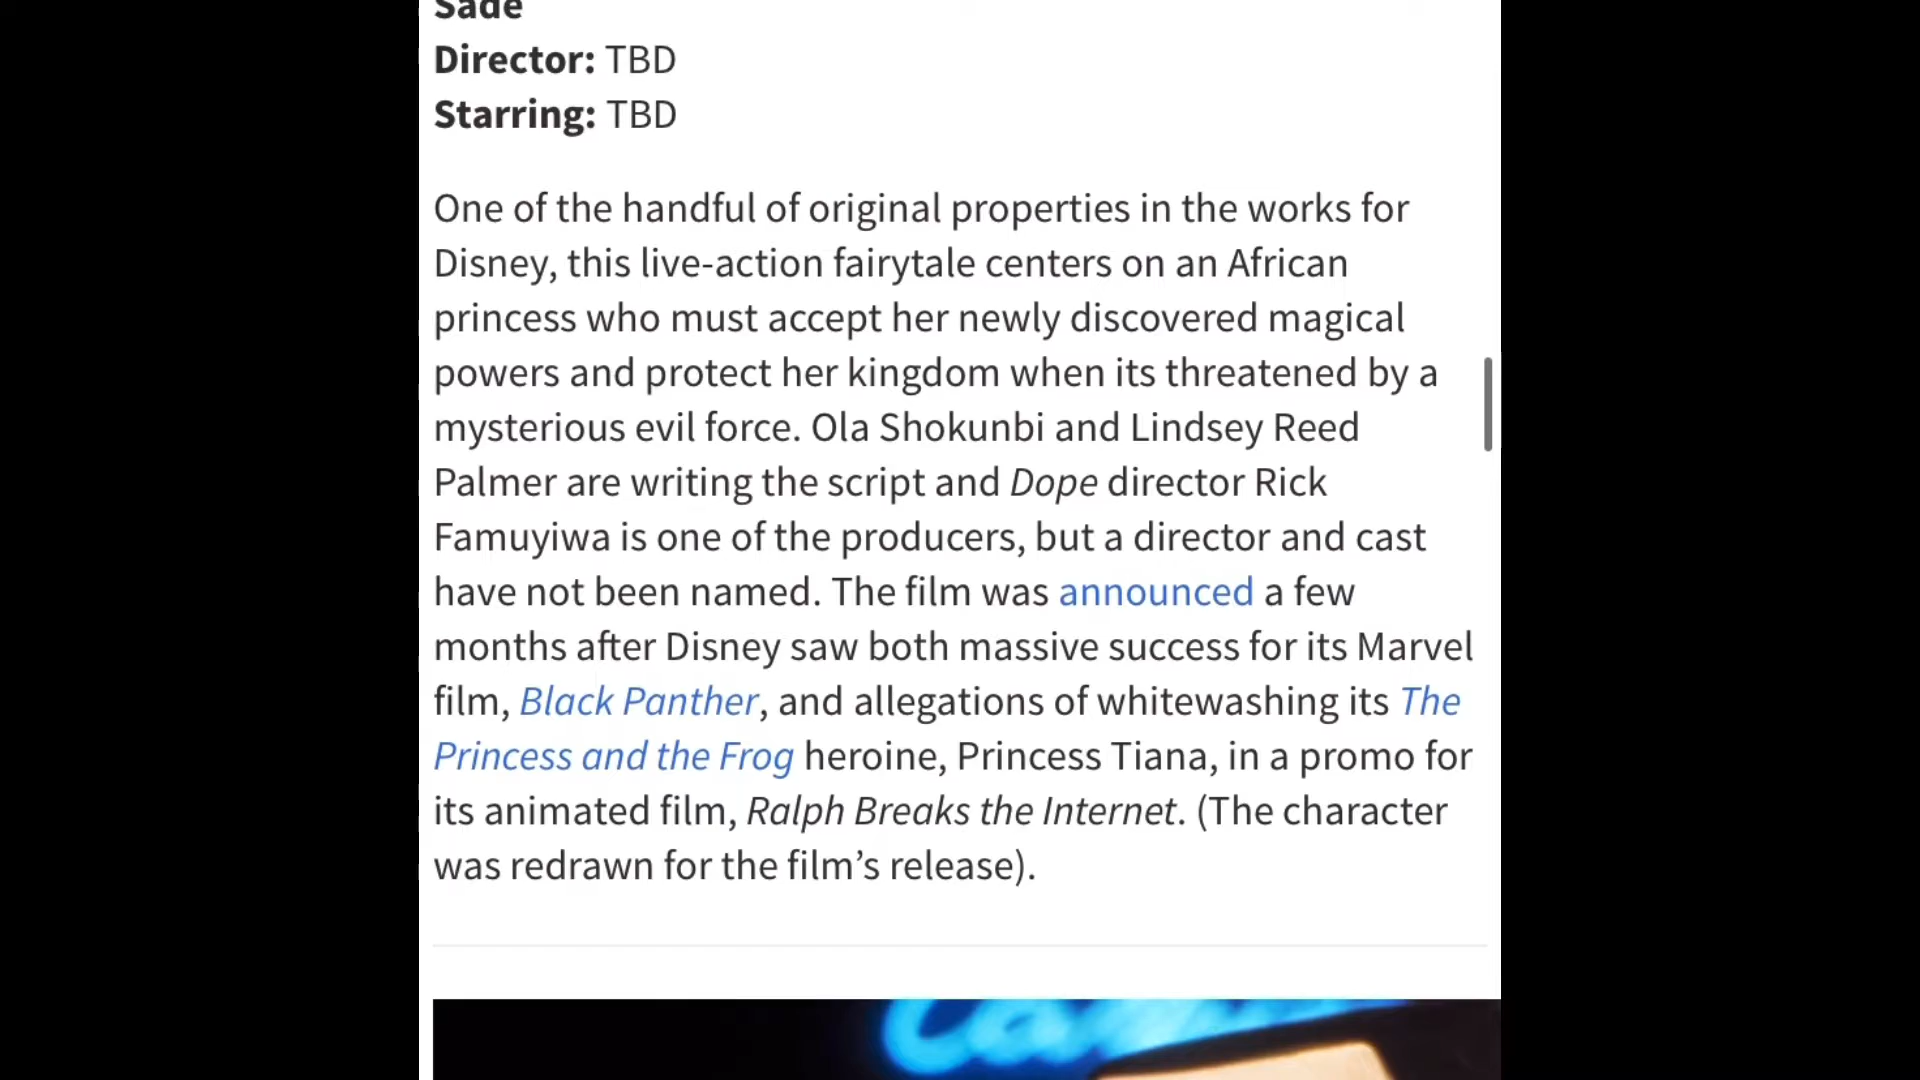 Sade
Director: TBD
Starring: TBD
One of the handful of original properties in the works for
Disney, this live-action fairytale centers on an African
princess who must accept her newly discovered magical
powers and protect her kingdom when its threatened by a
mysterious evil force. Ola Shokunbi and Lindsey Reed
Palmer are writing the script and Dope director Rick
Famuyiwa is one of the producers, but a director and cast
have not been named. The film was announced a few
months after Disney saw both massive success for its Marvel
film, Black Panther, and allegations of whitewashing its The
Princess and the Frog heroine, Princess Tiana, in a promo for
its animated film, Ralph Breaks the Internet. (The character
was redrawn for the film’s release).